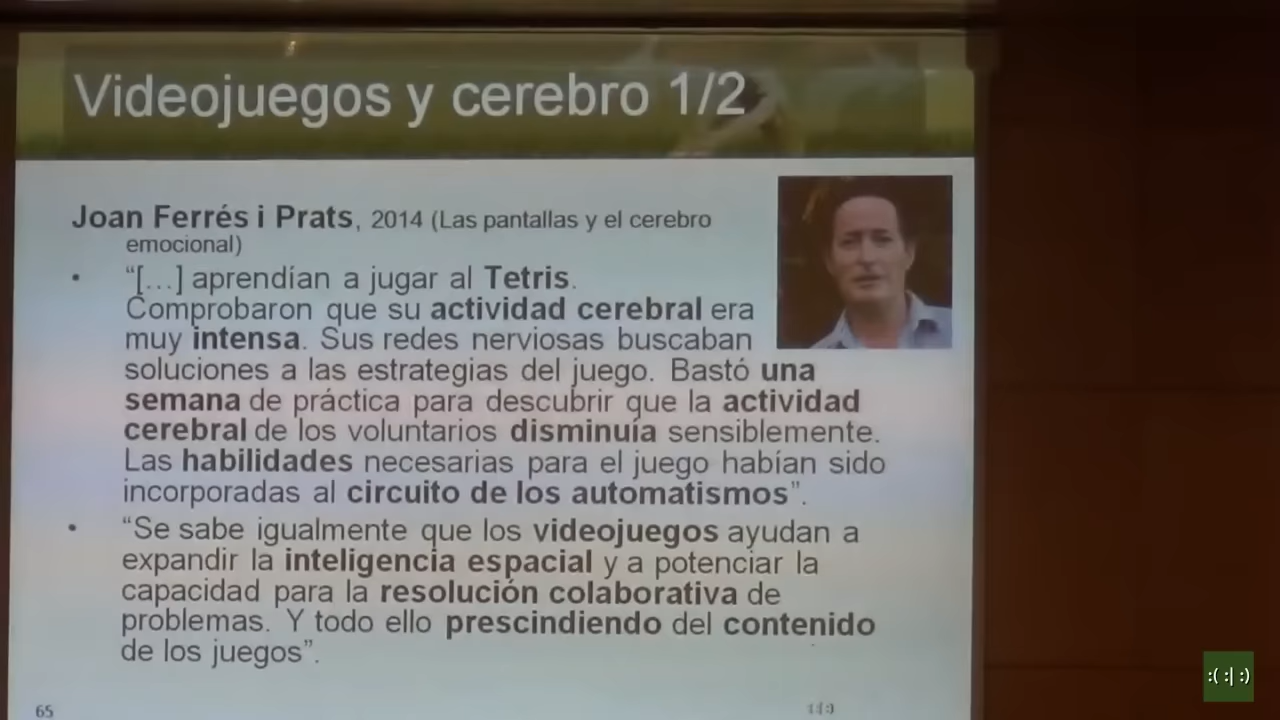 Videojuegos y cerebro 1/2
Joan Ferrés i Prats, 2014 (Las pantallas y el cerebro
emocional)
• “[…] aprendían a jugar al Tetris.
Comprobaron que su actividad cerebral era
muy intensa. Sus redes nerviosas buscaban
soluciones a las estrategias del juego. Bastó una
semana de práctica para descubrir que la actividad
cerebral de los voluntarios disminuía sensiblemente.
Las habilidades necesarias para el juego habían sido
incorporadas al circuito de los automatismos”.
• “Se sabe igualmente que los videojuegos ayudan a
expandir la inteligencia espacial y a potenciar la
capacidad para la resolución colaborativa de
problemas. Y todo ello prescindiendo del contenido
de los juegos”.
65
:( :| :)